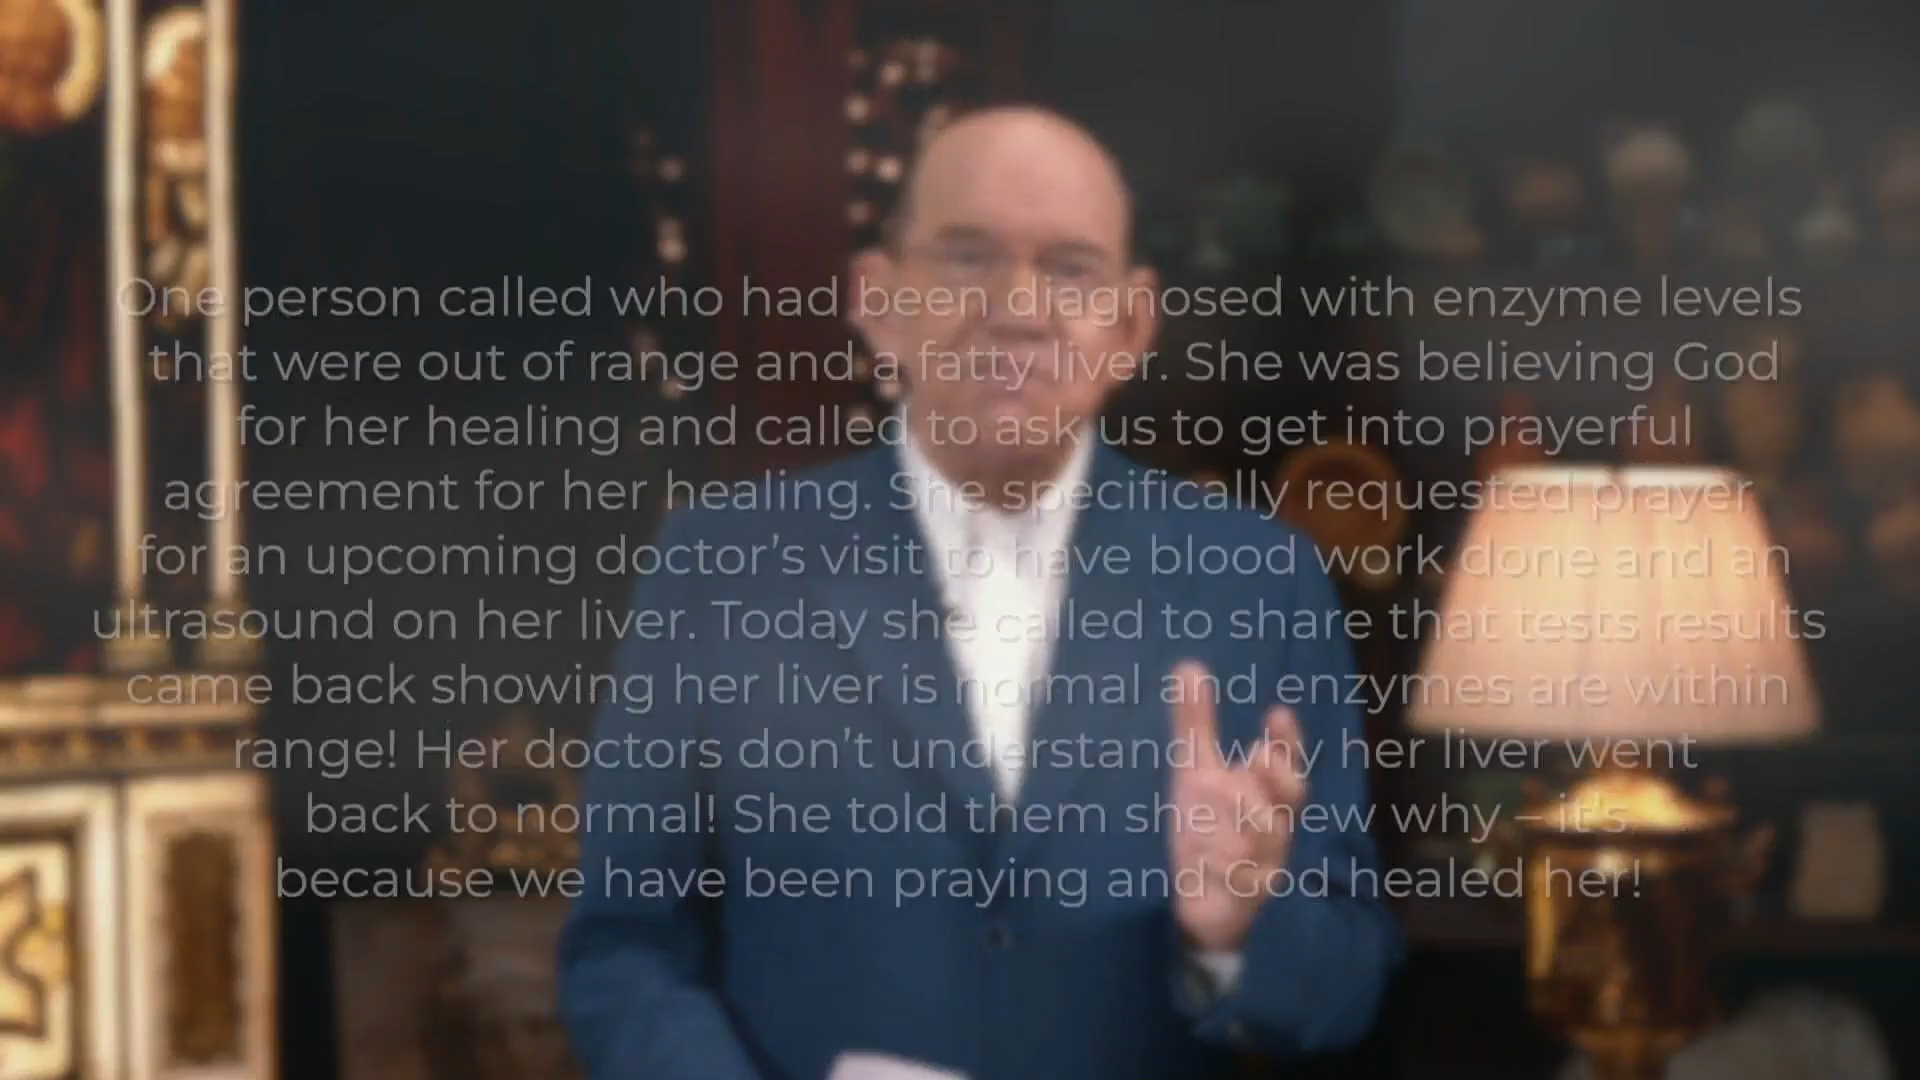 One person called who had been diagnosed with enzyme levels
that were out of range and a fatty liver. She was believing God
for her healing and called to ask us to get into prayerful
agreement for her healing. She specifically requested prayer
for an upcoming doctor’s visit to have blood work done and an
ultrasound on her liver. Today she called to share that tests results
came back showing her liver is normal and enzymes are within
range! Her doctors don’t understand why her liver went
back to normal! She told them she knew why – it’s
because we have been praying and God healed her!